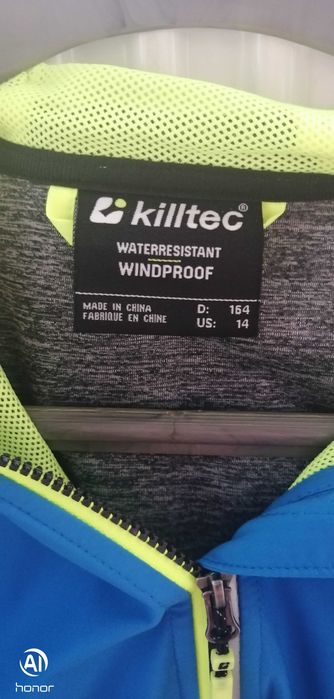 killtec®
WATERRESISTANT
WINDPROOF
MADE IN CHINA
FABRIQUE EN CHINE
D: 164
US: 14
AI
honor